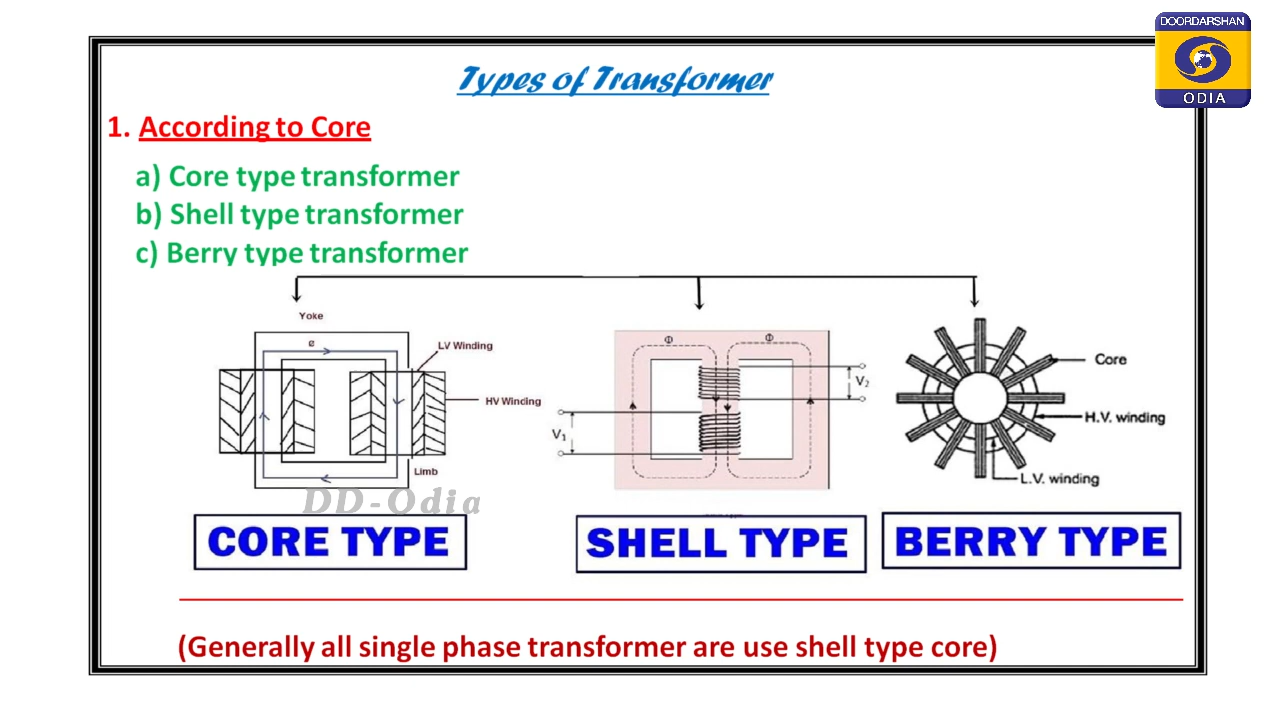 DOORDARSHAN
ODIA
Types of Transformer
1. According to Core
a) Core type transformer
b) Shell type transformer
c) Berry type transformer
Yoke
ø
LV Winding
HV Winding
Limb
DD-Odia
CORE TYPE
Φ Φ
V₂
V₁
SHELL TYPE
Core
H.V. winding
L.V. winding
BERRY TYPE
(Generally all single phase transformer are use shell type core)